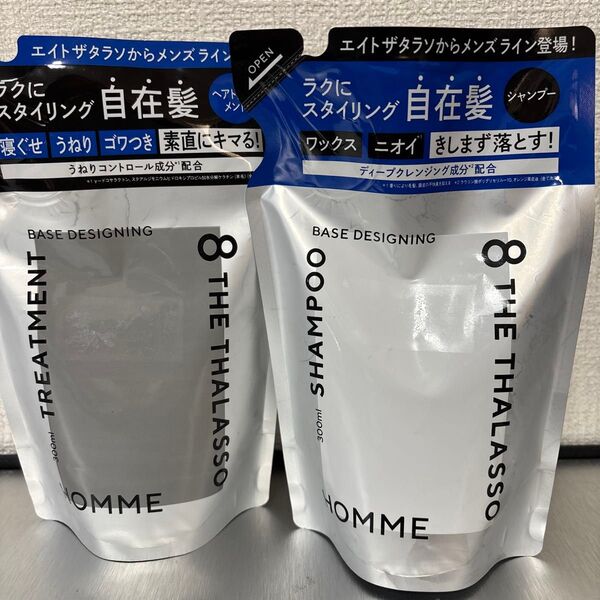 エイトザタラソからメンズライン
ラクに
スタイリング 自在髪
ヘアト
メン
寝ぐせ うねり ゴワつき 素直にキマる!
うねりコントロール成分*¹配合
BASE DESIGNING
TREATMENT
300ml
8 THE THALASSO
HOMME
OPEN
エイトザタラソからメンズライン登場!
ラクに
スタイリング 自在髪
シャンプー
ワックス ニオイ* きしまず落とす!
ディープクレンジング成分*²配合
BASE DESIGNING
SHAMPOO
300ml
8 THE THALASSO
HOMME